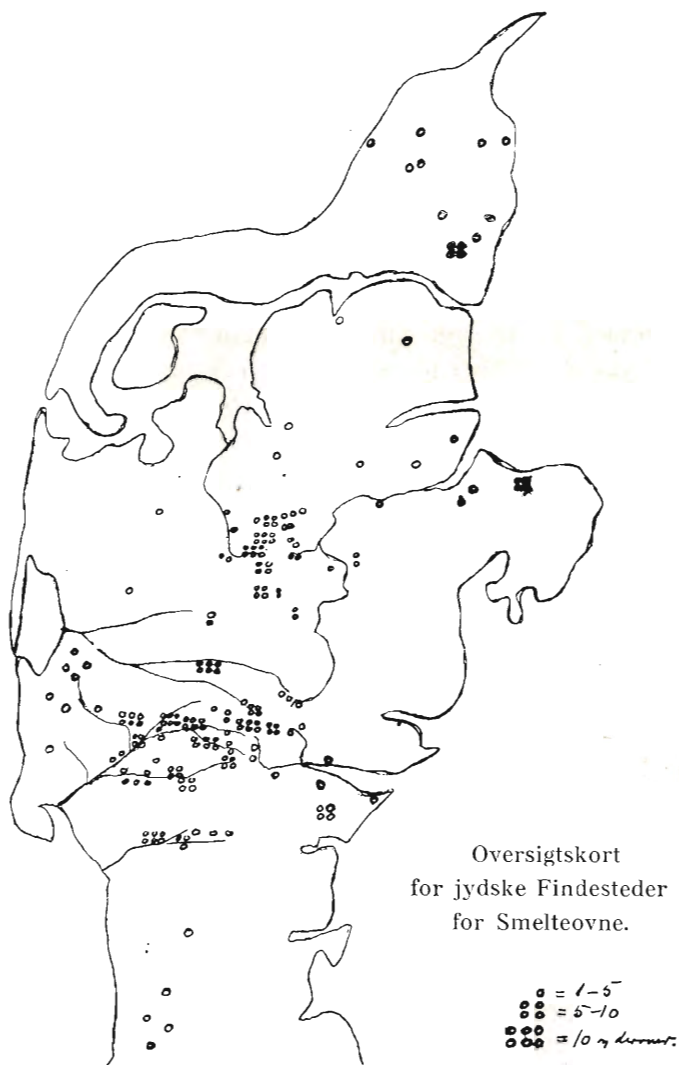 Oversigtskort
for jydske Findesteder
for Smelteovne.
= 1–5
= 5–10
= 10 og derover.